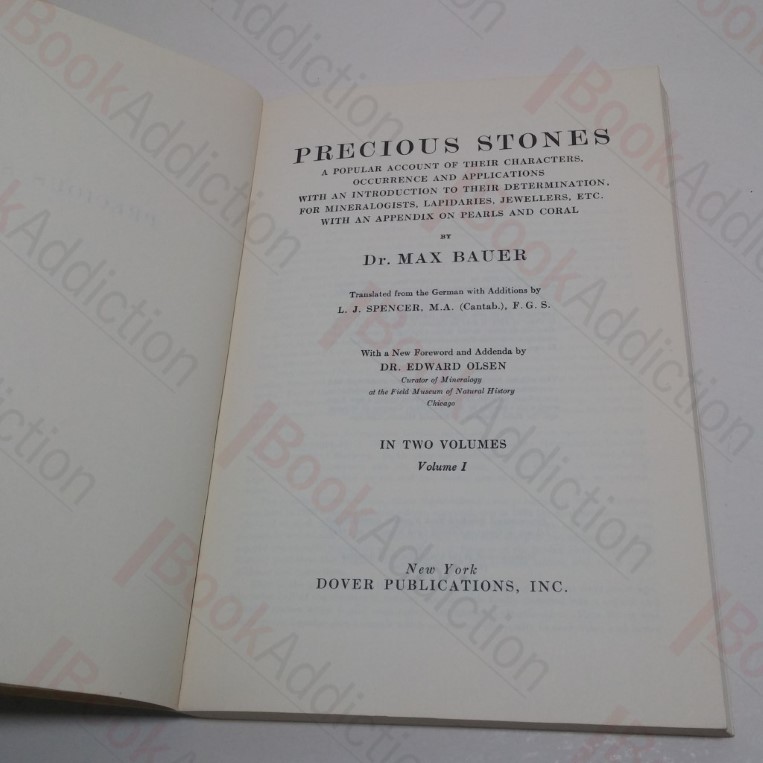 PRECIOUS STONES
A POPULAR ACCOUNT OF THEIR CHARACTERS,
OCCURRENCE AND APPLICATIONS
WITH AN INTRODUCTION TO THEIR DETERMINATION,
FOR MINERALOGISTS, LAPIDARIES, JEWELLERS, ETC.
WITH AN APPENDIX ON PEARLS AND CORAL
BY
Dr. MAX BAUER
Translated from the German with Additions by
L. J. SPENCER, M.A. (Cantab.), F. G. S.
With a New Foreword and Addenda by
DR. EDWARD OLSEN
Curator of Mineralogy
at the Field Museum of Natural History
Chicago
IN TWO VOLUMES
Volume I
New York
DOVER PUBLICATIONS, INC.
BookAddiction